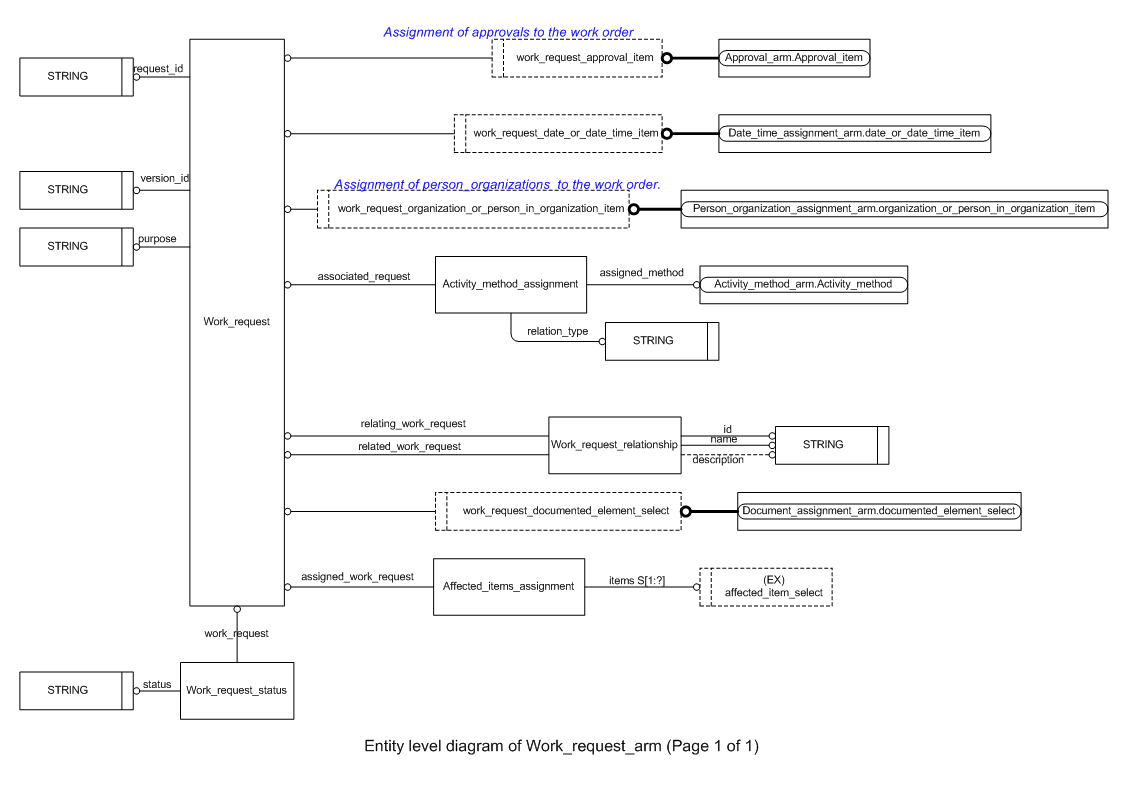 Assignment of approvals to the work order
STRING
request_id
work_request_approval_item
Approval_arm.Approval_item
work_request_date_or_date_time_item
Date_time_assignment_arm.date_or_date_time_item
STRING
version_id
Assignment of person_organizations to the work order.
work_request_organization_or_person_in_organization_item
Person_organization_assignment_arm.organization_or_person_in_organization_item
STRING
purpose
associated_request
Activity_method_assignment
assigned_method
Activity_method_arm.Activity_method
Work_request
relation_type
STRING
relating_work_request
related_work_request
Work_request_relationship
id
name
description
STRING
work_request_documented_element_select
Document_assignment_arm.documented_element_select
assigned_work_request
Affected_items_assignment
items S[1:?]
(EX)
affected_item_select
work_request
STRING
status
Work_request_status
Entity level diagram of Work_request_arm (Page 1 of 1)